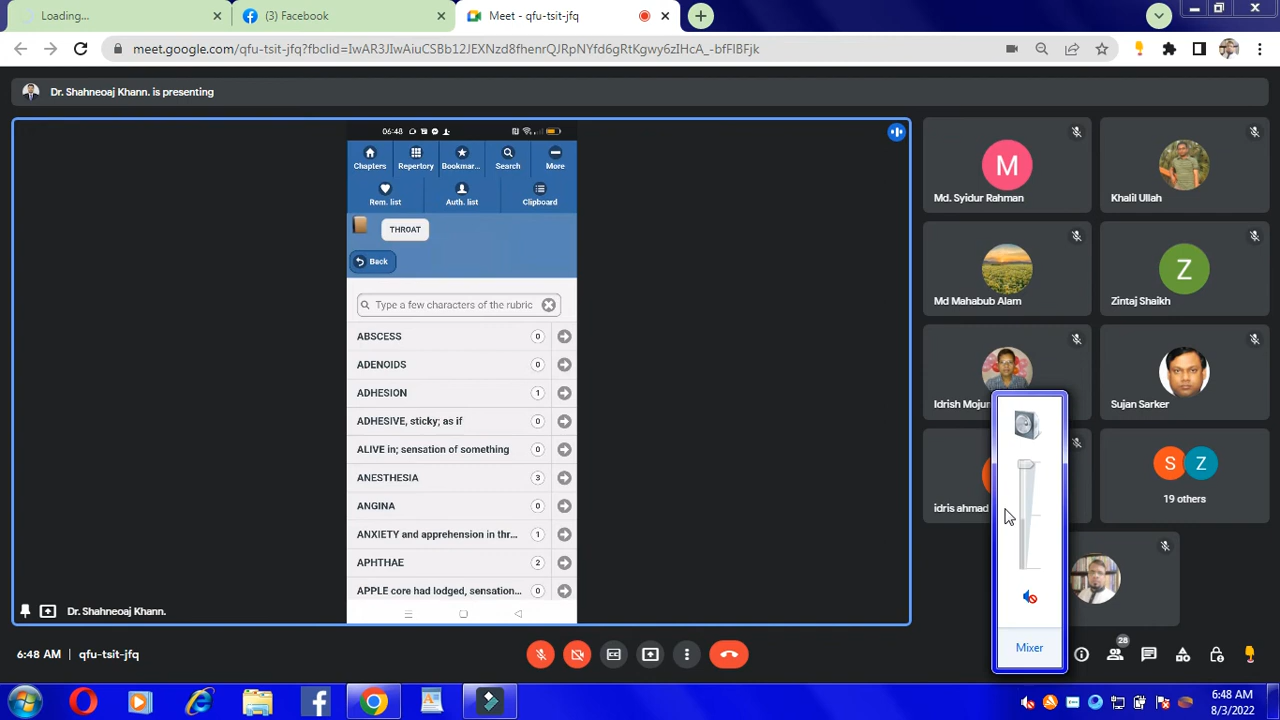 Loading...
(3) Facebook
Meet - qfu-tsit-jfq
meet.google.com/qfu-tsit-jfq?fbclid=IwAR3JIwAiuCSBb12JEXNzd8fhenrQJRpNYfd6gRtKgwy6zIHcA_-bfFIBFjk
Dr. Shahneoaj Khann. is presenting
06:48
Chapters
Repertory
Bookmar...
Search
More
Rem. list
Auth. list
Clipboard
THROAT
Back
Type a few characters of the rubric
ABSCESS 0
ADENOIDS 0
ADHESION 1
ADHESIVE, sticky; as if 0
ALIVE in; sensation of something 0
ANESTHESIA 3
ANGINA 0
ANXIETY and apprehension in thr... 1
APHTHAE 2
APPLE core had lodged, sensation... 0
Dr. Shahneoaj Khann.
M
Md. Syidur Rahman
Khalil Ullah
Md Mahabub Alam
Z
Zintaj Shaikh
Idrish Mojun
Sujan Sarker
idris ahmad
S Z
19 others
Mixer
6:48 AM
qfu-tsit-jfq
28
6:48 AM
8/3/2022